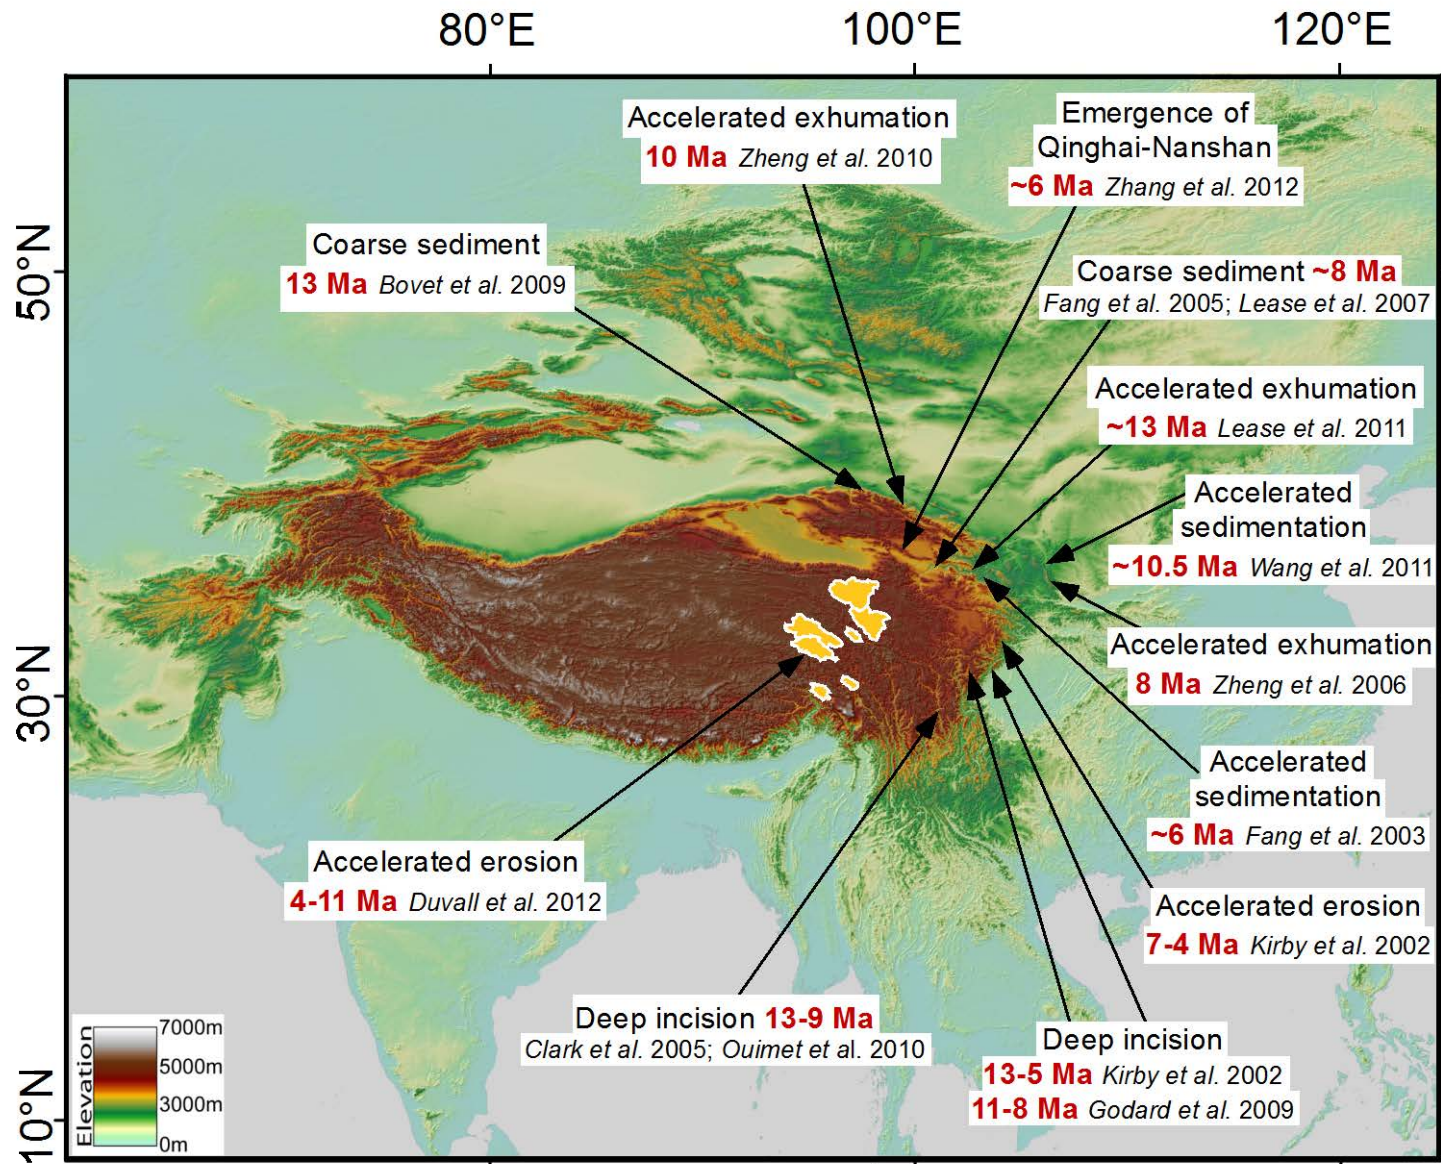 80°E
100°E
120°E
50°N
30°N
10°N
Accelerated exhumation
10 Ma Zheng et al. 2010
Emergence of
Qinghai-Nanshan
~6 Ma Zhang et al. 2012
Coarse sediment
13 Ma Bovet et al. 2009
Coarse sediment ~8 Ma
Fang et al. 2005; Lease et al. 2007
Accelerated exhumation
~13 Ma Lease et al. 2011
Accelerated
sedimentation
~10.5 Ma Wang et al. 2011
Accelerated exhumation
8 Ma Zheng et al. 2006
Accelerated
sedimentation
~6 Ma Fang et al. 2003
Accelerated erosion
4-11 Ma Duvall et al. 2012
Accelerated erosion
7-4 Ma Kirby et al. 2002
Deep incision 13-9 Ma
Clark et al. 2005; Ouimet et al. 2010
Deep incision
13-5 Ma Kirby et al. 2002
11-8 Ma Godard et al. 2009
Elevation
7000m
5000m
3000m
0m